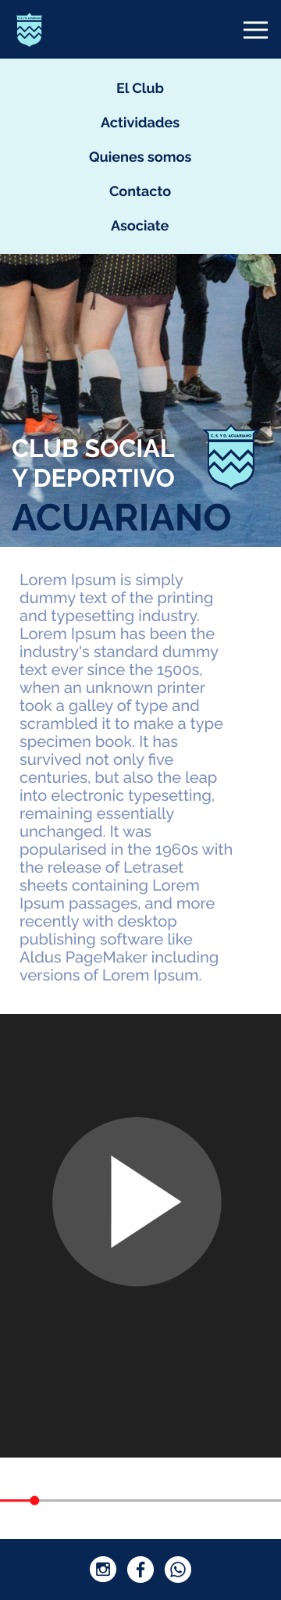 El Club
Actividades
Quienes somos
Contacto
Asociate
C. S. Y D. ACUARIANO
CLUB SOCIAL
Y DEPORTIVO
ACUARIANO
Lorem Ipsum is simply
dummy text of the printing
and typesetting industry.
Lorem Ipsum has been the
industry's standard dummy
text ever since the 1500s,
when an unknown printer
took a galley of type and
scrambled it to make a type
specimen book. It has
survived not only five
centuries, but also the leap
into electronic typesetting,
remaining essentially
unchanged. It was
popularised in the 1960s with
the release of Letraset
sheets containing Lorem
Ipsum passages, and more
recently with desktop
publishing software like
Aldus PageMaker including
versions of Lorem Ipsum.